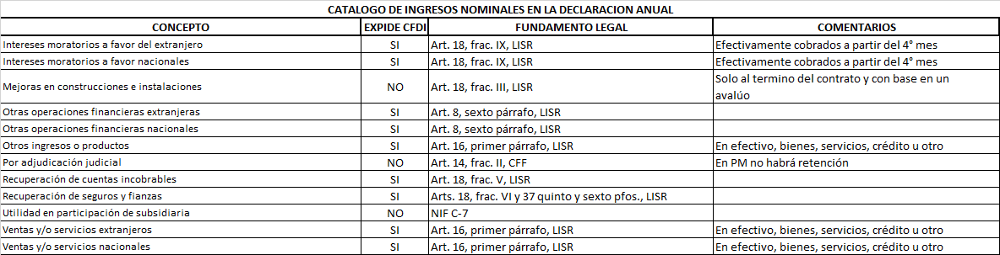 CATALOGO DE INGRESOS NOMINALES EN LA DECLARACION ANUAL
CONCEPTO EXPIDE CFDI FUNDAMENTO LEGAL COMENTARIOS
Intereses moratorios a favor del extranjero SI Art. 18, frac. IX, LISR Efectivamente cobrados a partir del 4° mes
Intereses moratorios a favor nacionales SI Art. 18, frac. IX, LISR Efectivamente cobrados a partir del 4° mes
Mejoras en construcciones e instalaciones NO Art. 18, frac. III, LISR Solo al termino del contrato y con base en un
avalúo
Otras operaciones financieras extranjeras SI Art. 8, sexto párrafo, LISR
Otras operaciones financieras nacionales SI Art. 8, sexto párrafo, LISR
Otros ingresos o productos SI Art. 16, primer párrafo, LISR En efectivo, bienes, servicios, crédito u otro
Por adjudicación judicial NO Art. 14, frac. II, CFF En PM no habrá retención
Recuperación de cuentas incobrables SI Art. 18, frac. V, LISR
Recuperación de seguros y fianzas SI Arts. 18, frac. VI y 37 quinto y sexto pfos., LISR
Utilidad en participación de subsidiaria NO NIF C-7
Ventas y/o servicios extranjeros SI Art. 16, primer párrafo, LISR En efectivo, bienes, servicios, crédito u otro
Ventas y/o servicios nacionales SI Art. 16, primer párrafo, LISR En efectivo, bienes, servicios, crédito u otro